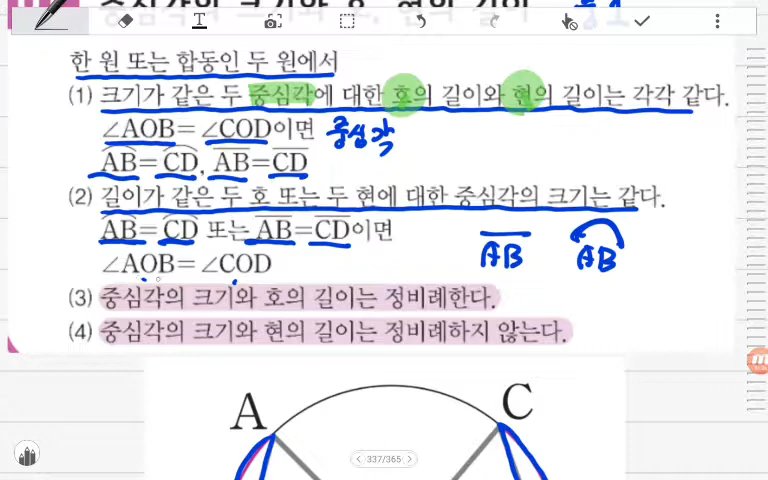 한 원 또는 합동인 두 원에서
(1) 크기가 같은 두 중심각에 대한 호의 길이와 현의 길이는 각각 같다.
∠AOB=∠COD이면 중심각
AB=CD, AB=CD
(2) 길이가 같은 두 호 또는 두 현에 대한 중심각의 크기는 같다.
AB=CD 또는 AB=CD이면
AB AB
∠AOB=∠COD
(3) 중심각의 크기와 호의 길이는 정비례한다.
(4) 중심각의 크기와 현의 길이는 정비례하지 않는다.
A C
337/365